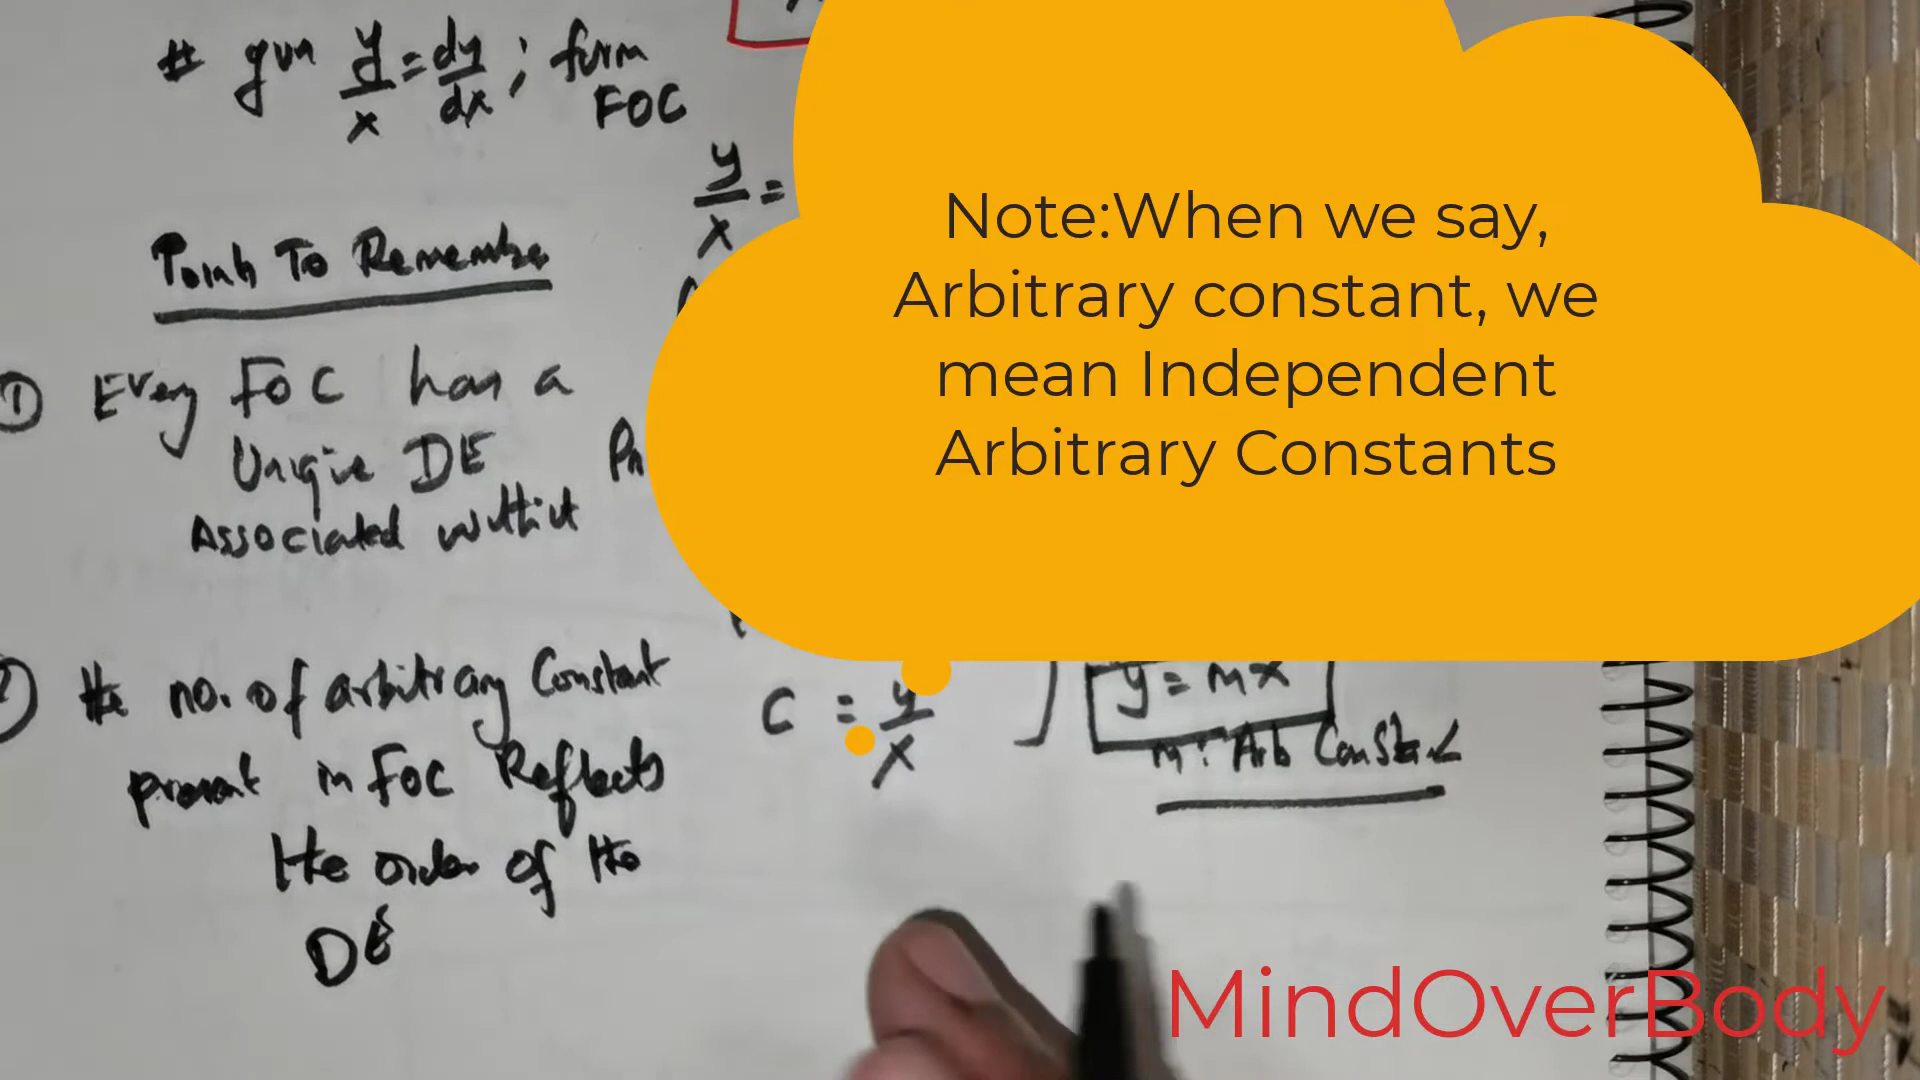 # gvn y/x = dy/dx ; form
FOC
y/x =
Points To Remember
① Every FOC has a
Unique DE
Associated with it
② The no. of arbitrary Constant
present in FOC Reflects
the order of the
DE
Note:When we say,
Arbitrary constant, we
mean Independent
Arbitrary Constants
C = y/x
y = mx
m: Arb Constant
MindOverBody